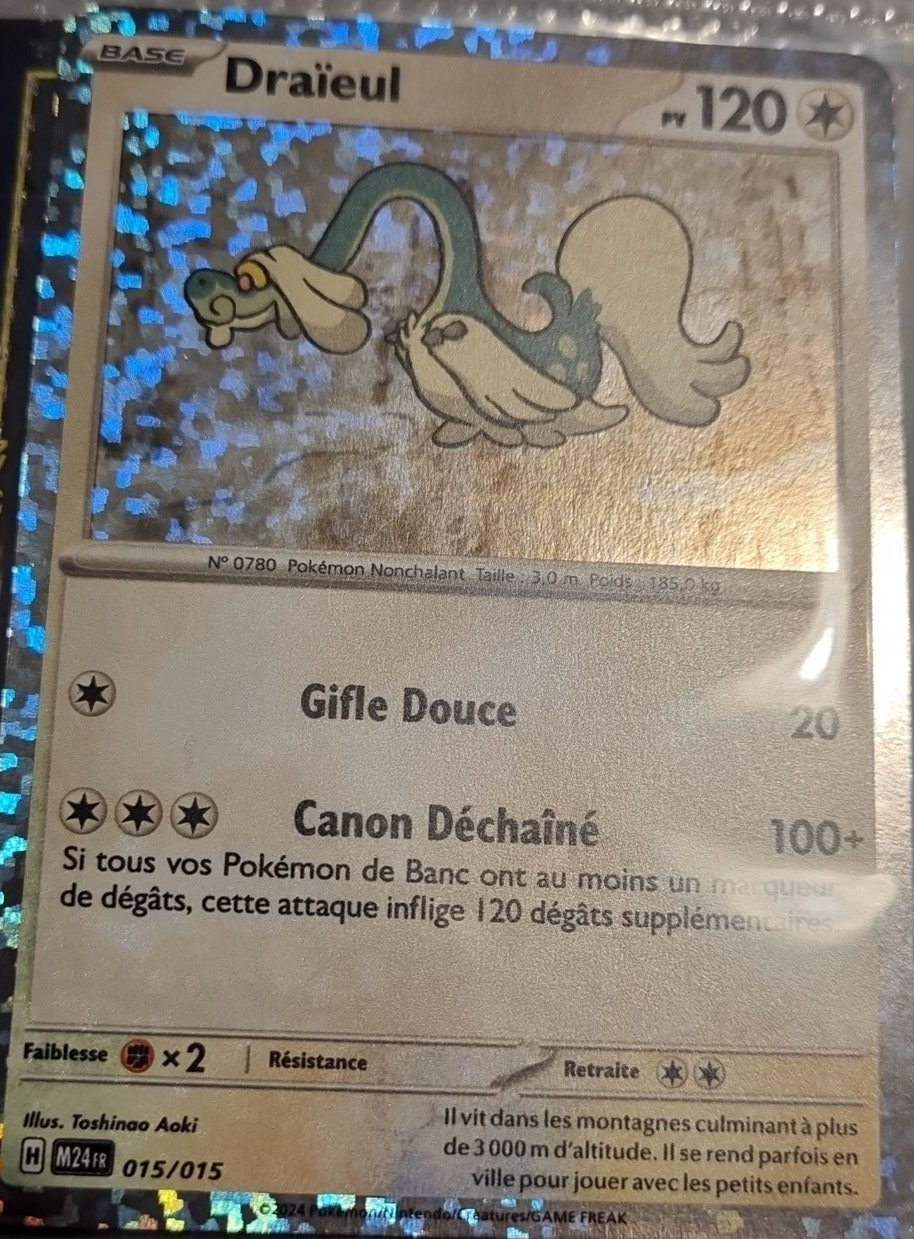 BASE Draïeul PV 120
N° 0780 Pokémon Nonchalant Taille : 3,0 m Poids : 185,0 kg
Gifle Douce 20
Canon Déchaîné 100+
Si tous vos Pokémon de Banc ont au moins un marqueur
de dégâts, cette attaque inflige 120 dégâts supplémentaires.
Faiblesse ×2 Résistance Retraite
Illus. Toshinao Aoki
H M24 FR 015/015
Il vit dans les montagnes culminant à plus
de 3 000 m d'altitude. Il se rend parfois en
ville pour jouer avec les petits enfants.
©2024 Pokémon/Nintendo/Creatures/GAME FREAK